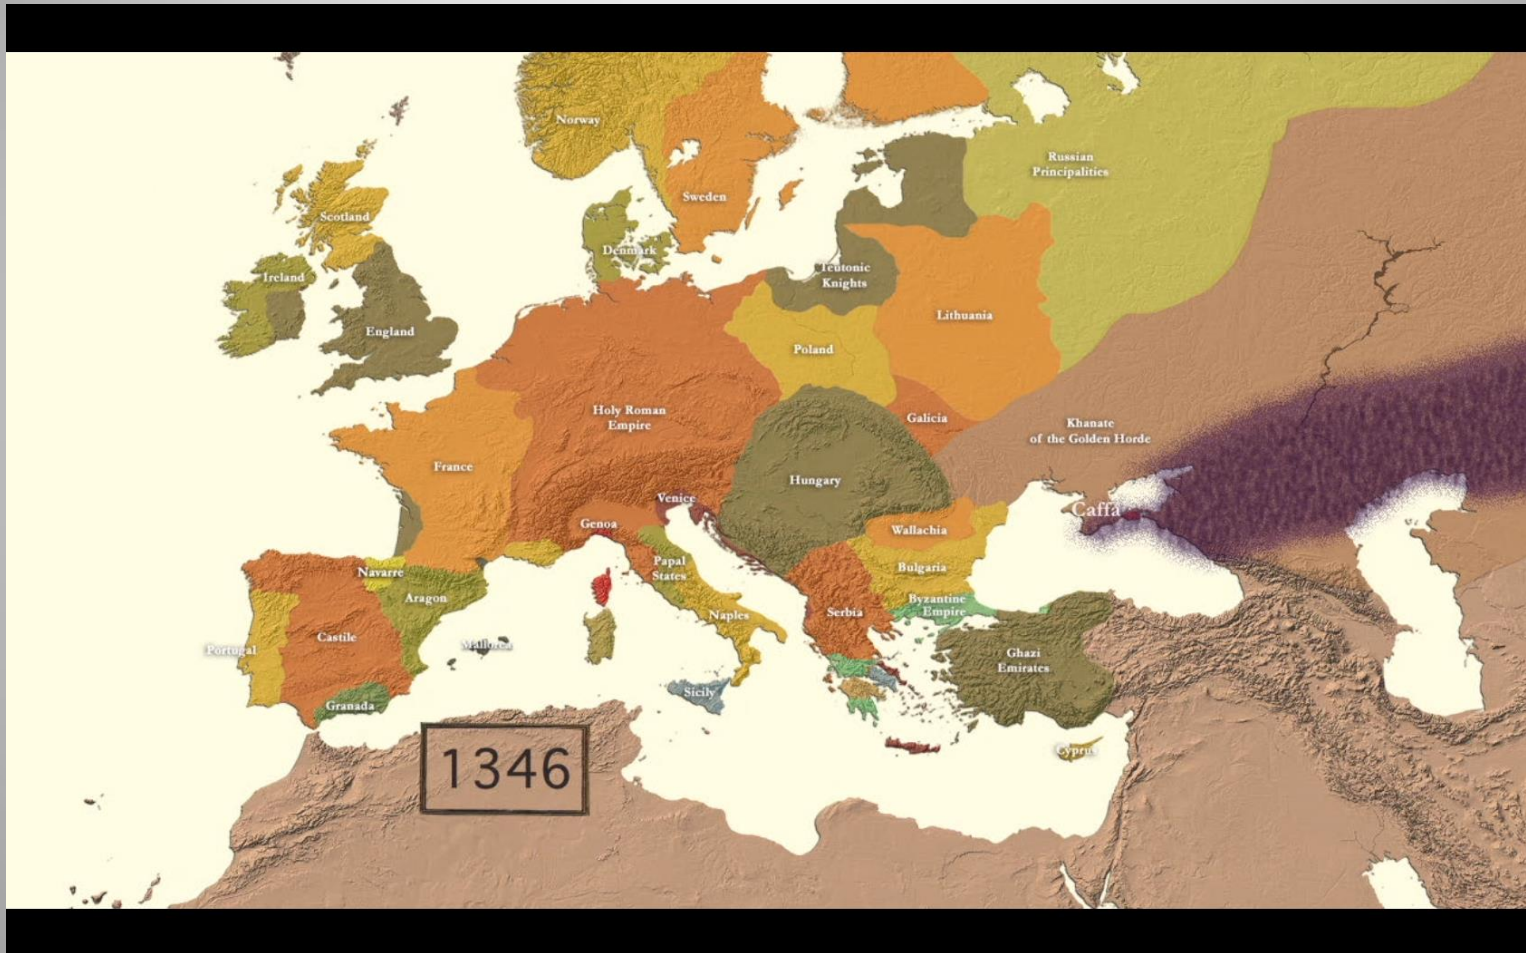 Norway
Russian
Principalities
Sweden
Scotland
Denmark
Teutonic
Knights
Ireland
England
Lithuania
Poland
Holy Roman
Empire
Galicia
Khanate
of the Golden Horde
France
Hungary
Venice
Caffa
Genoa
Wallachia
Navarre
Papal
States
Bulgaria
Aragon
Byzantine
Empire
Naples
Serbia
Castile
Mallorca
Portugal
Ghazi
Emirates
Sicily
Granada
Cyprus
1346